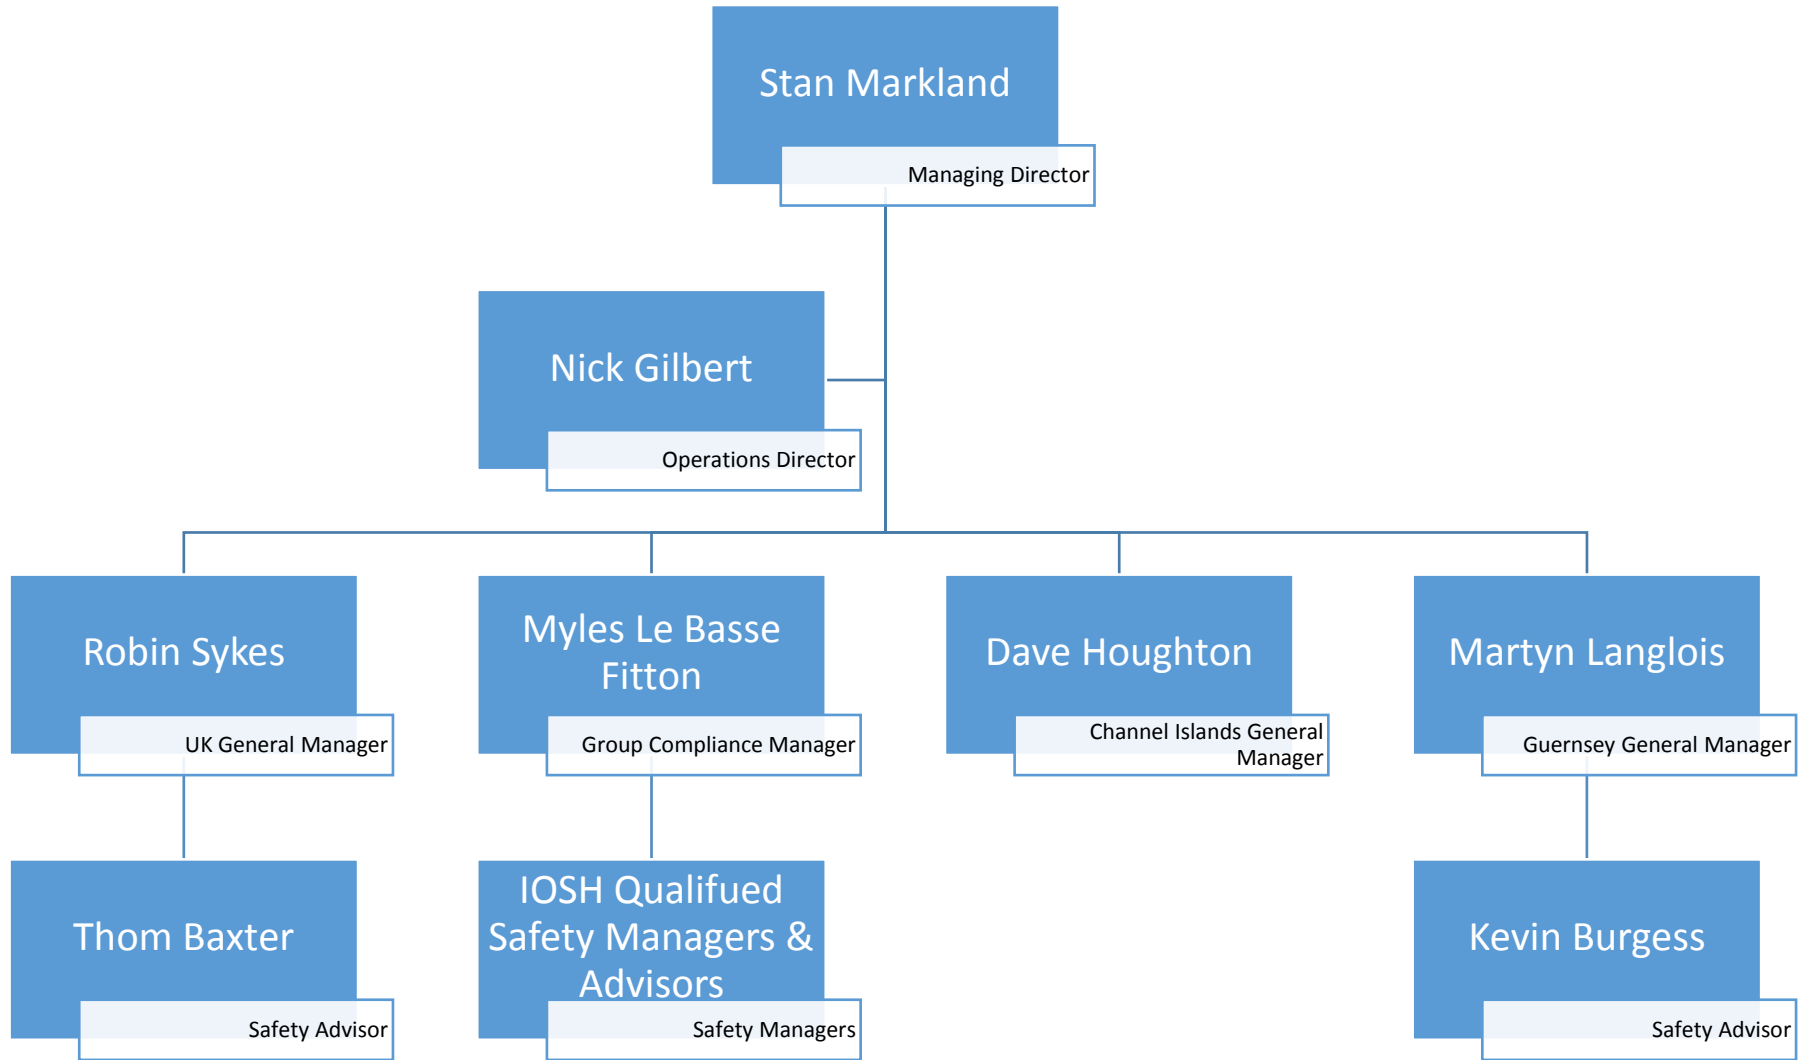 Stan Markland
Managing Director
Nick Gilbert
Operations Director
Robin Sykes
UK General Manager
Myles Le Basse
Fitton
Group Compliance Manager
Dave Houghton
Channel Islands General
Manager
Martyn Langlois
Guernsey General Manager
Thom Baxter
Safety Advisor
IOSH Qualifued
Safety Managers &
Advisors
Safety Managers
Kevin Burgess
Safety Advisor